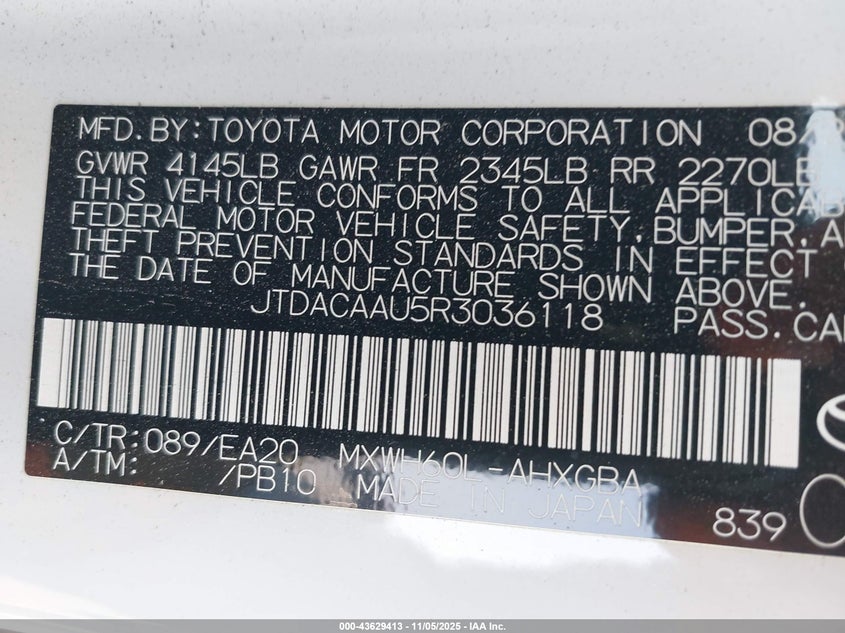 MFD. BY: TOYOTA MOTOR CORPORATION 08/
GVWR 4145LB GAWR FR 2345LB RR 2270LB
THIS VEHICLE CONFORMS TO ALL APPLICAB
FEDERAL MOTOR VEHICLE SAFETY, BUMPER, A
THEFT PREVENTION STANDARDS IN EFFECT
THE DATE OF MANUFACTURE SHOWN ABOVE.
JTDACAAU5R3036118 PASS. CA
C/TR: 089/EA20 MXWH60L-AHXGBA
A/TM: /PB10 MADE IN JAPAN 839
000-43629413 - 11/05/2025 - IAA Inc.